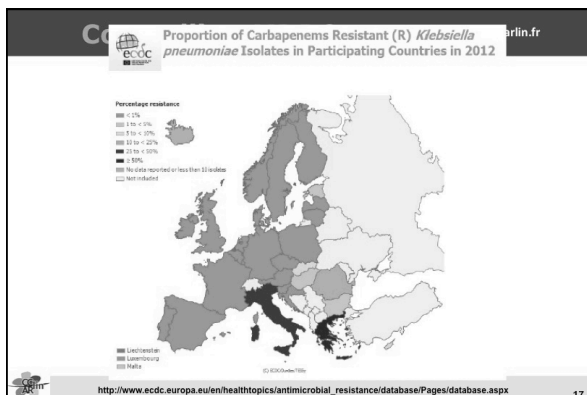 Proportion of Carbapenems Resistant (R) Klebsiella
pneumoniae Isolates in Participating Countries in 2012
arlin.fr
ecdc
Percentage resistance
< 1%
1 to < 5%
5 to < 10%
10 to < 25%
25 to < 50%
≥ 50%
No data reported or less than 10 isolates
Not included
Liechtenstein
Luxembourg
Malta
http://www.ecdc.europa.eu/en/healthtopics/antimicrobial_resistance/database/Pages/database.aspx
17